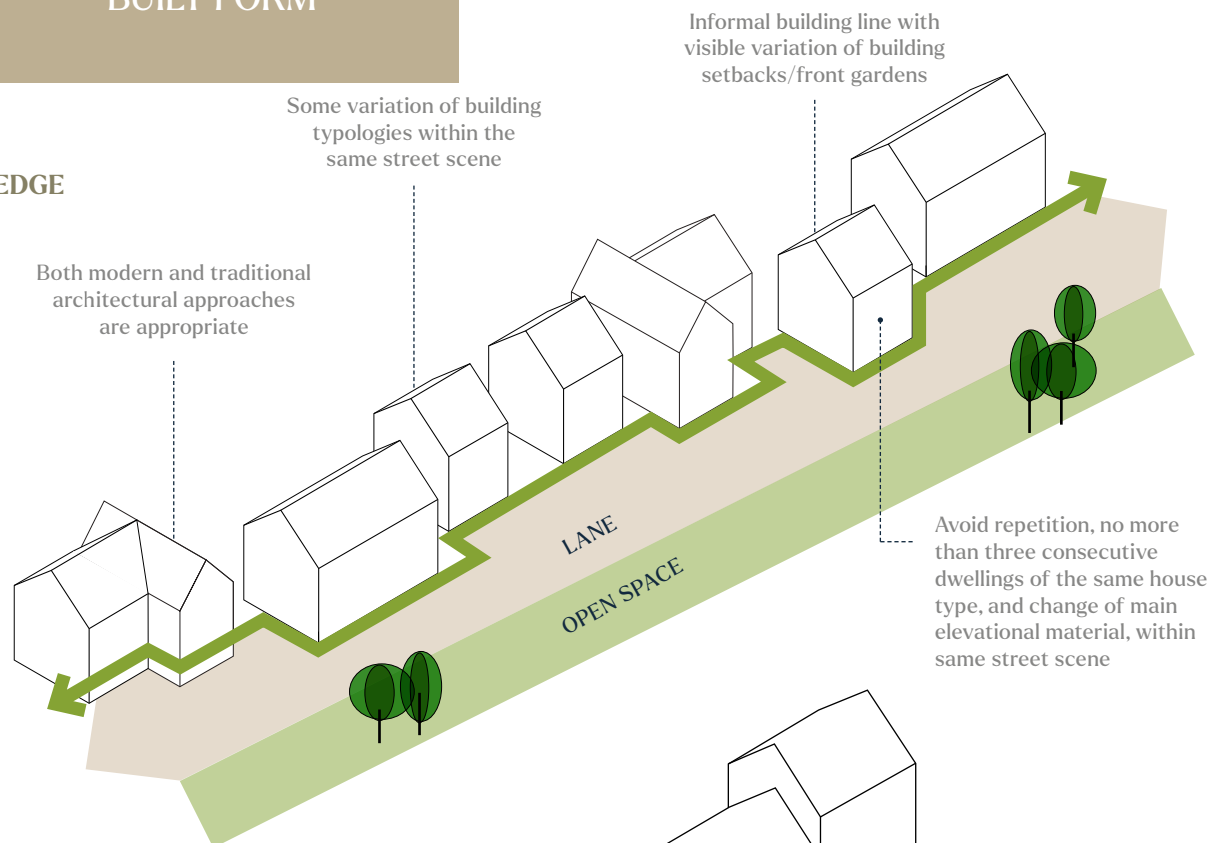 BUILT FORM
EDGE
Informal building line with
visible variation of building
setbacks/front gardens
Some variation of building
typologies within the
same street scene
Both modern and traditional
architectural approaches
are appropriate
LANE
OPEN SPACE
Avoid repetition, no more
than three consecutive
dwellings of the same house
type, and change of main
elevational material, within
same street scene